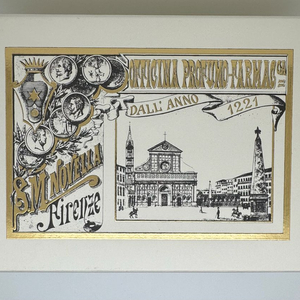 OFFICINA PROFUMO-FARMAC
DALL'ANNO 1221
S.M. NOVELLA
Firenze